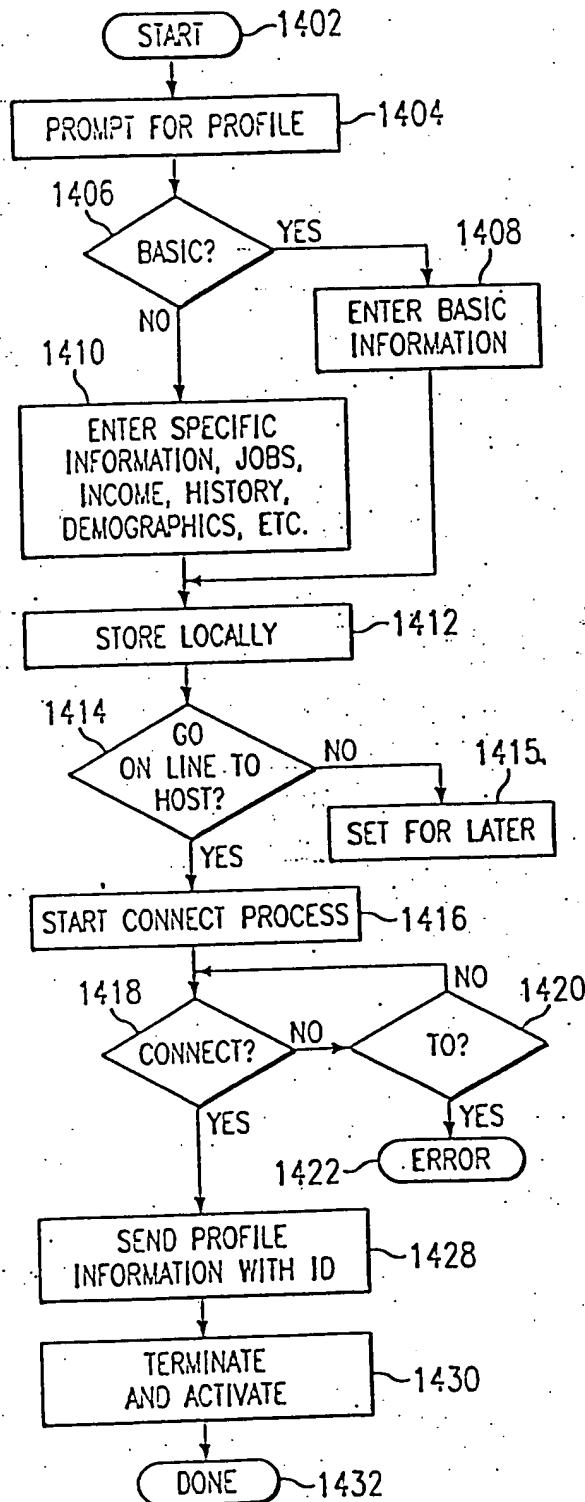 START
1402
PROMPT FOR PROFILE
1404
1406
BASIC?
YES
1408
NO
ENTER BASIC
INFORMATION
1410
ENTER SPECIFIC
INFORMATION, JOBS,
INCOME, HISTORY,
DEMOGRAPHICS, ETC.
STORE LOCALLY
1412
1414
GO
ON LINE TO
HOST?
NO
1415
SET FOR LATER
YES
START CONNECT PROCESS
1416
1418
CONNECT?
NO
TO?
NO
1420
YES
YES
1422
ERROR
SEND PROFILE
INFORMATION WITH ID
1428
TERMINATE
AND ACTIVATE
1430
DONE
1432